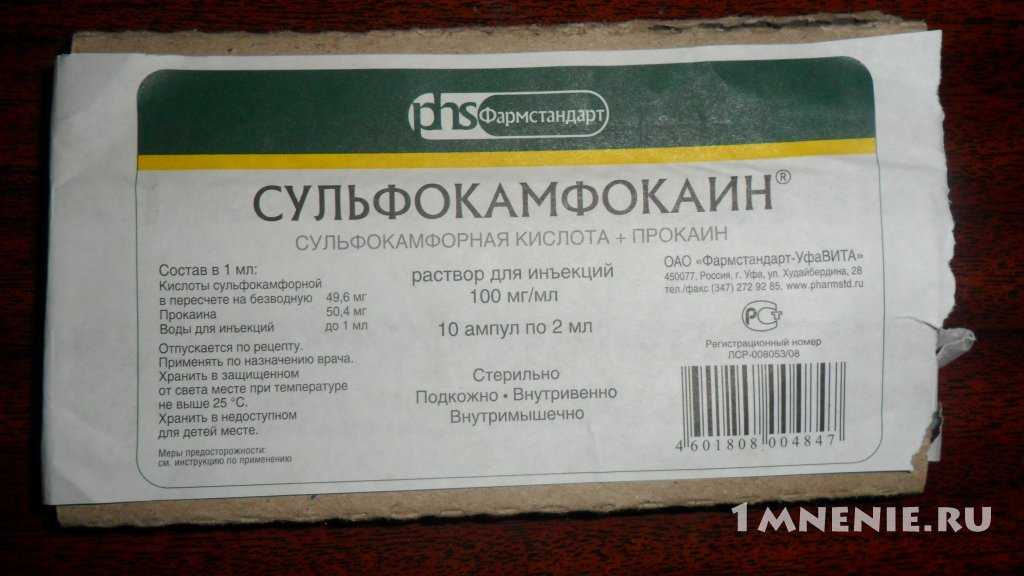 phs Фармстандарт
СУЛЬФОКАМФОКАИН®
СУЛЬФОКАМФОРНАЯ КИСЛОТА + ПРОКАИН
Состав в 1 мл:
Кислоты сульфокамфорной
в пересчете на безводную 49,6 мг
Прокаина 50,4 мг
Воды для инъекций до 1 мл
Отпускается по рецепту.
Применять по назначению врача.
Хранить в защищенном
от света месте при температуре
не выше 25 °С.
Хранить в недоступном
для детей месте.
Меры предосторожности:
см. инструкцию по применению
раствор для инъекций
100 мг/мл
10 ампул по 2 мл
Стерильно
Подкожно • Внутривенно
Внутримышечно
ОАО «Фармстандарт-УфаВИТА»
450077. Россия, г. Уфа, ул. Худайбердина, 28
тел./факс (347) 272 92 85, www.pharmstd.ru
РСТ
Регистрационный номер
ЛСР-008053/08
4 601808 004847
1MNENIE.RU